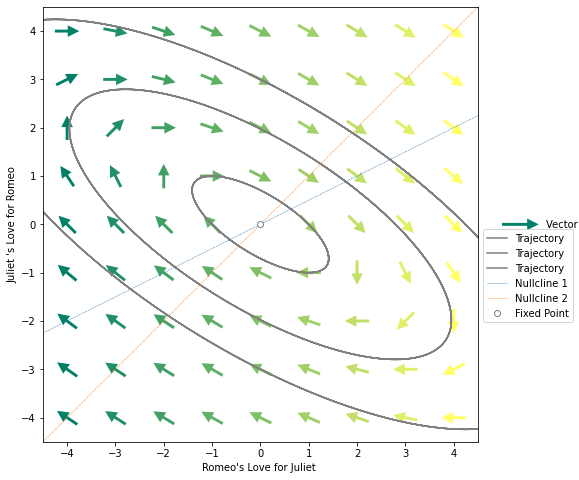 4
3
2
1
0
−1
−2
−3
−4
Juliet 's Love for Romeo
−4
−3
−2
−1
0
1
2
3
4
Romeo's Love for Juliet
Vector
Trajectory
Trajectory
Trajectory
Nullcline 1
Nullcline 2
Fixed Point